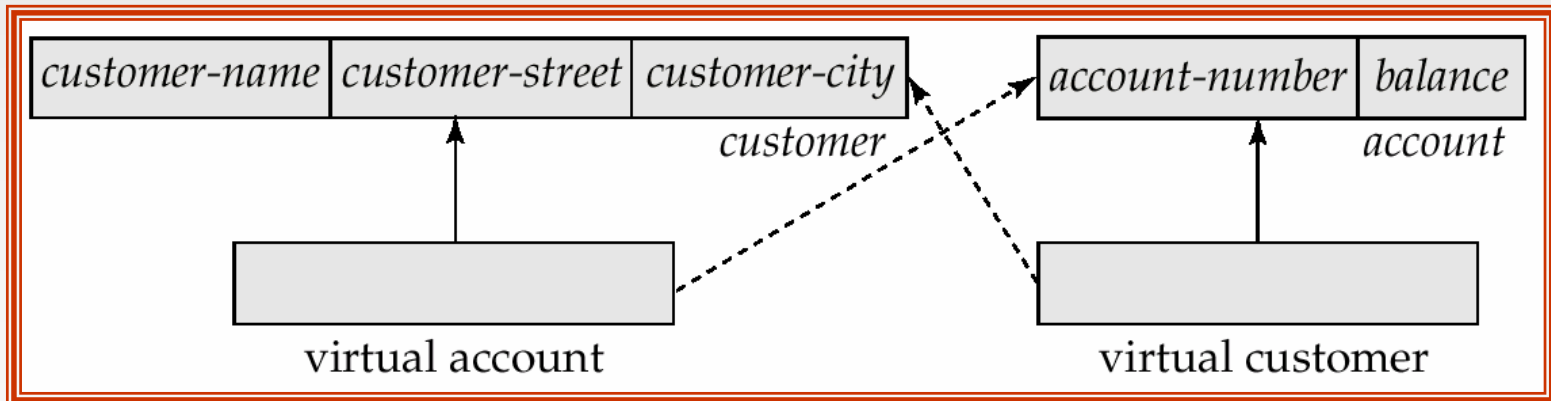 customer-name customer-street customer-city account-number balance
customer account
virtual account virtual customer